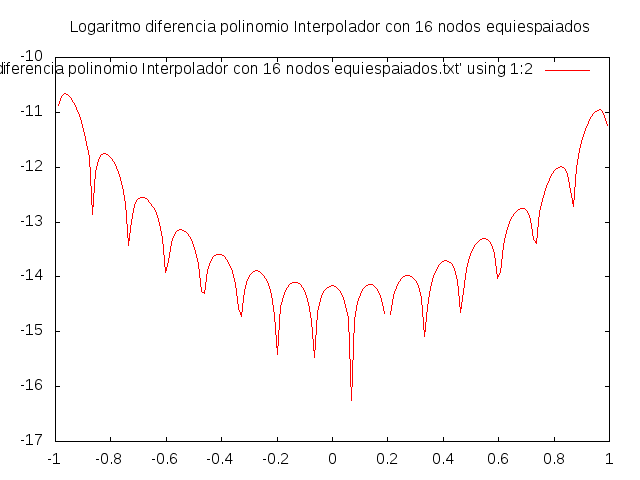 Logaritmo diferencia polinomio Interpolador con 16 nodos equiespaiados
diferencia polinomio Interpolador con 16 nodos equiespaiados.txt' using 1:2
-10
-11
-12
-13
-14
-15
-16
-17
-1 -0.8 -0.6 -0.4 -0.2 0 0.2 0.4 0.6 0.8 1